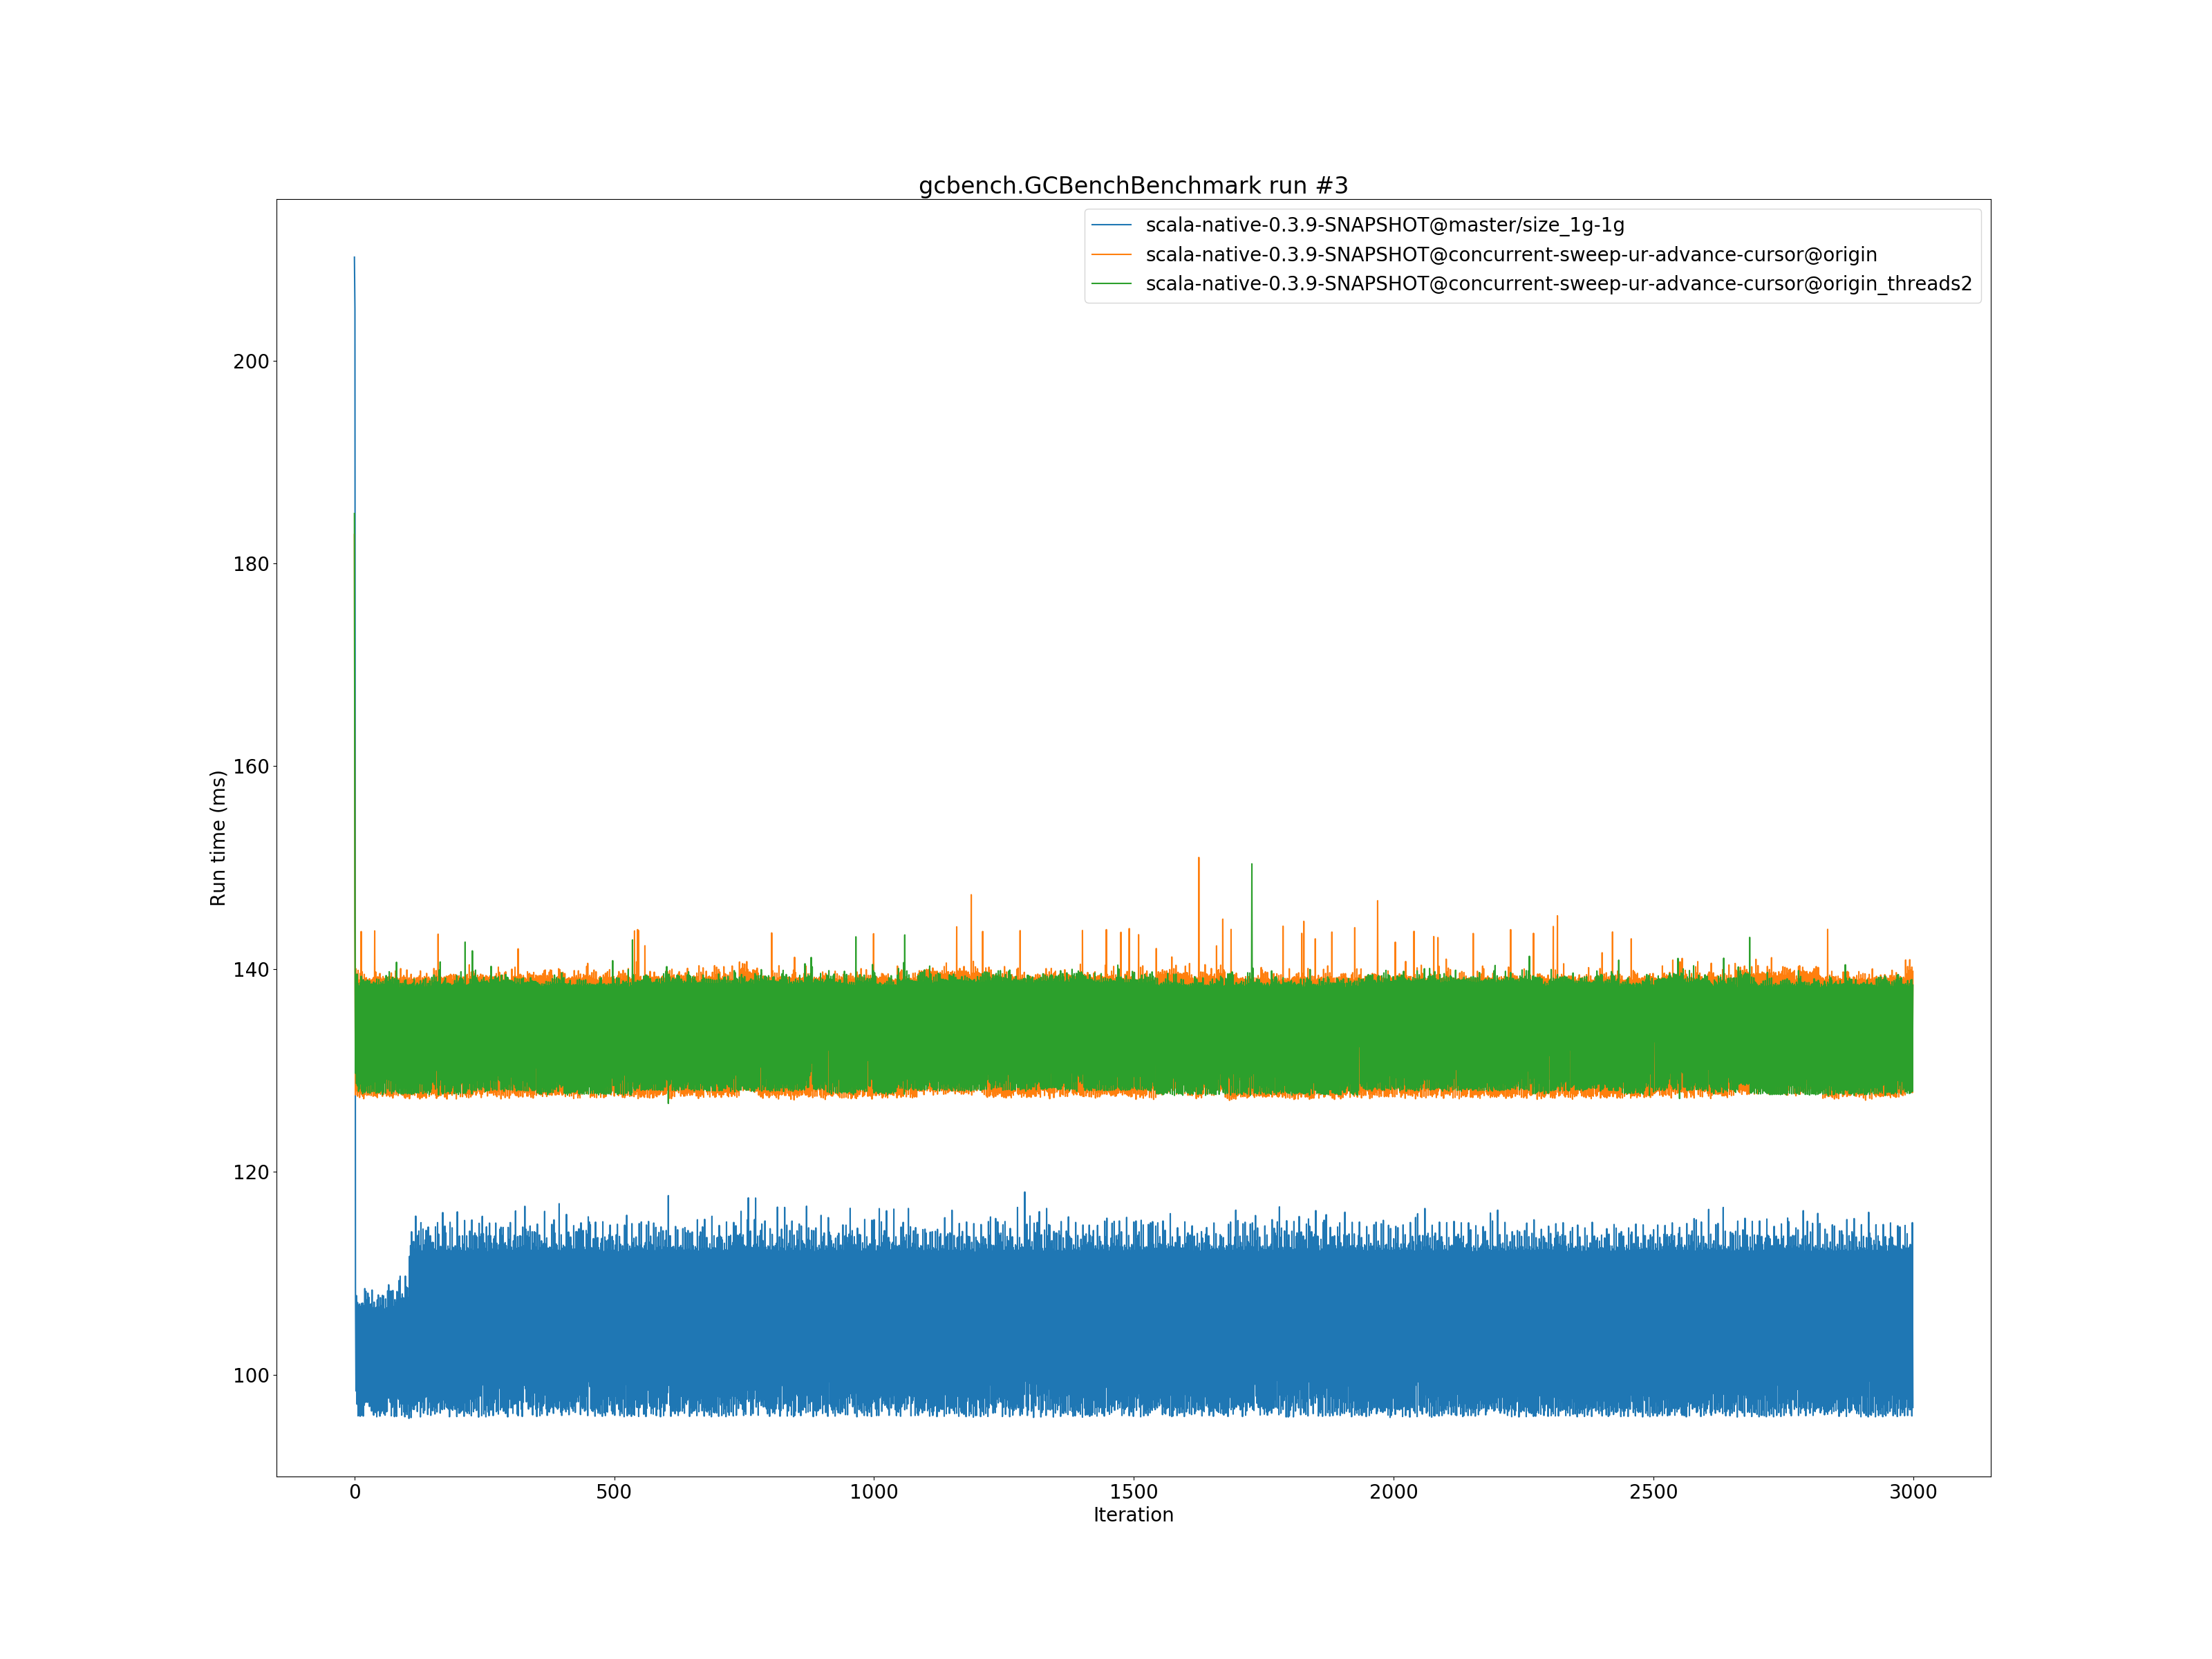 gcbench.GCBenchBenchmark run #3
scala-native-0.3.9-SNAPSHOT@master/size_1g-1g
scala-native-0.3.9-SNAPSHOT@concurrent-sweep-ur-advance-cursor@origin
scala-native-0.3.9-SNAPSHOT@concurrent-sweep-ur-advance-cursor@origin_threads2
200
180
160
140
120
100
Run time (ms)
0 500 1000 1500 2000 2500 3000
Iteration